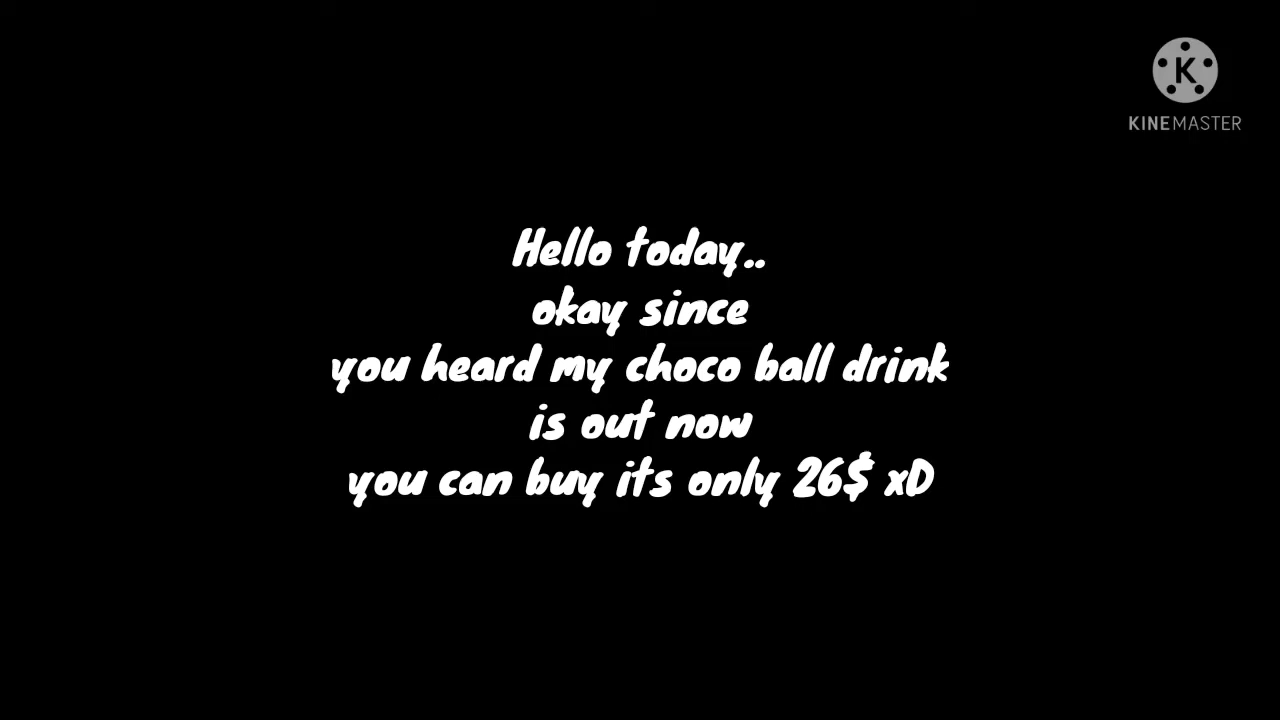 K
KINEMASTER
Hello today..
okay since
you heard my choco ball drink
is out now
you can buy its only 26$ xD